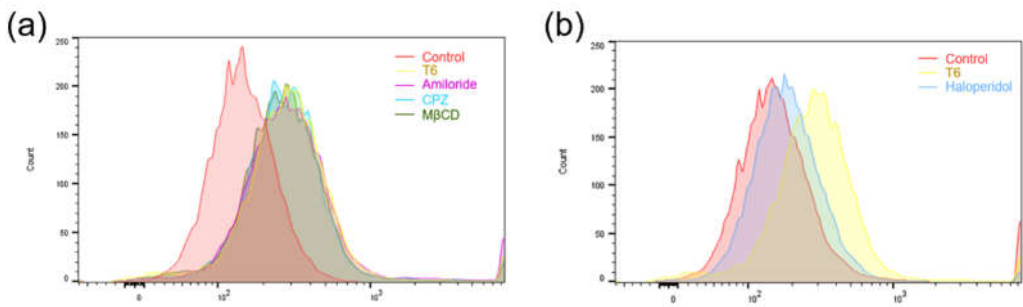 (a)
250
200
150
100
50
0
Count
Control
T6
Amiloride
CPZ
MβCD
0
10²
10³
(b)
250
200
150
100
50
0
Count
Control
T6
Haloperidol
0
10²
10³